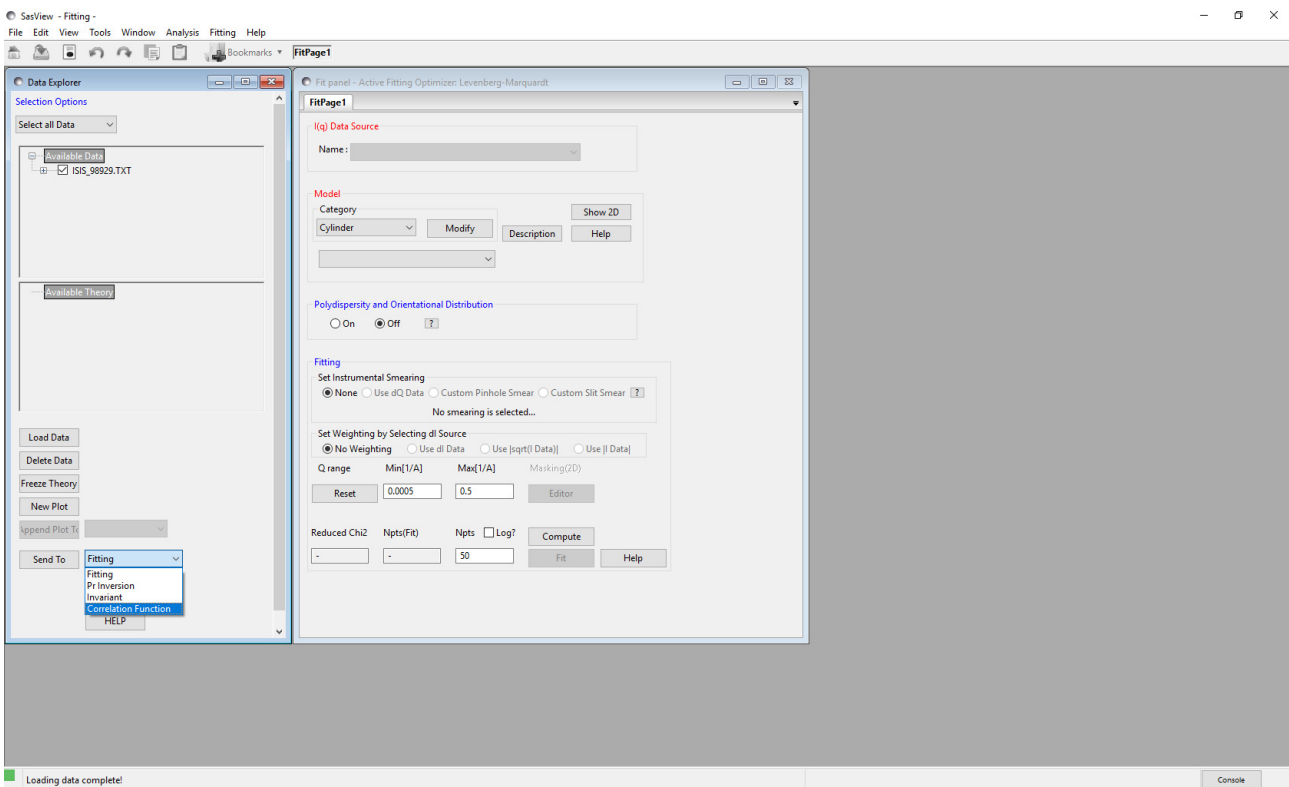 SasView - Fitting -
File Edit View Tools Window Analysis Fitting Help
Bookmarks FitPage1
Data Explorer
Selection Options
Select all Data
Available Data
ISIS_98929.TXT
Available Theory
Load Data
Delete Data
Freeze Theory
New Plot
Append Plot To
Send To Fitting
Fitting
Pr Inversion
Invariant
Correlation Function
HELP
Fit panel - Active Fitting Optimizer: Levenberg-Marquardt
FitPage1
I(q) Data Source
Name :
Model
Category
Show 2D
Cylinder Modify Description Help
Polydispersity and Orientational Distribution
On Off ?
Fitting
Set Instrumental Smearing
None Use dQ Data Custom Pinhole Smear Custom Slit Smear ?
No smearing is selected...
Set Weighting by Selecting dI Source
No Weighting Use dI Data Use |sqrt(I Data)| Use |I Data|
Q range Min[1/A] Max[1/A] Masking(2D)
Reset 0.0005 0.5 Editor
Reduced Chi2 Npts(Fit) Npts Log? Compute
- - 50 Fit Help
Loading data complete!
Console